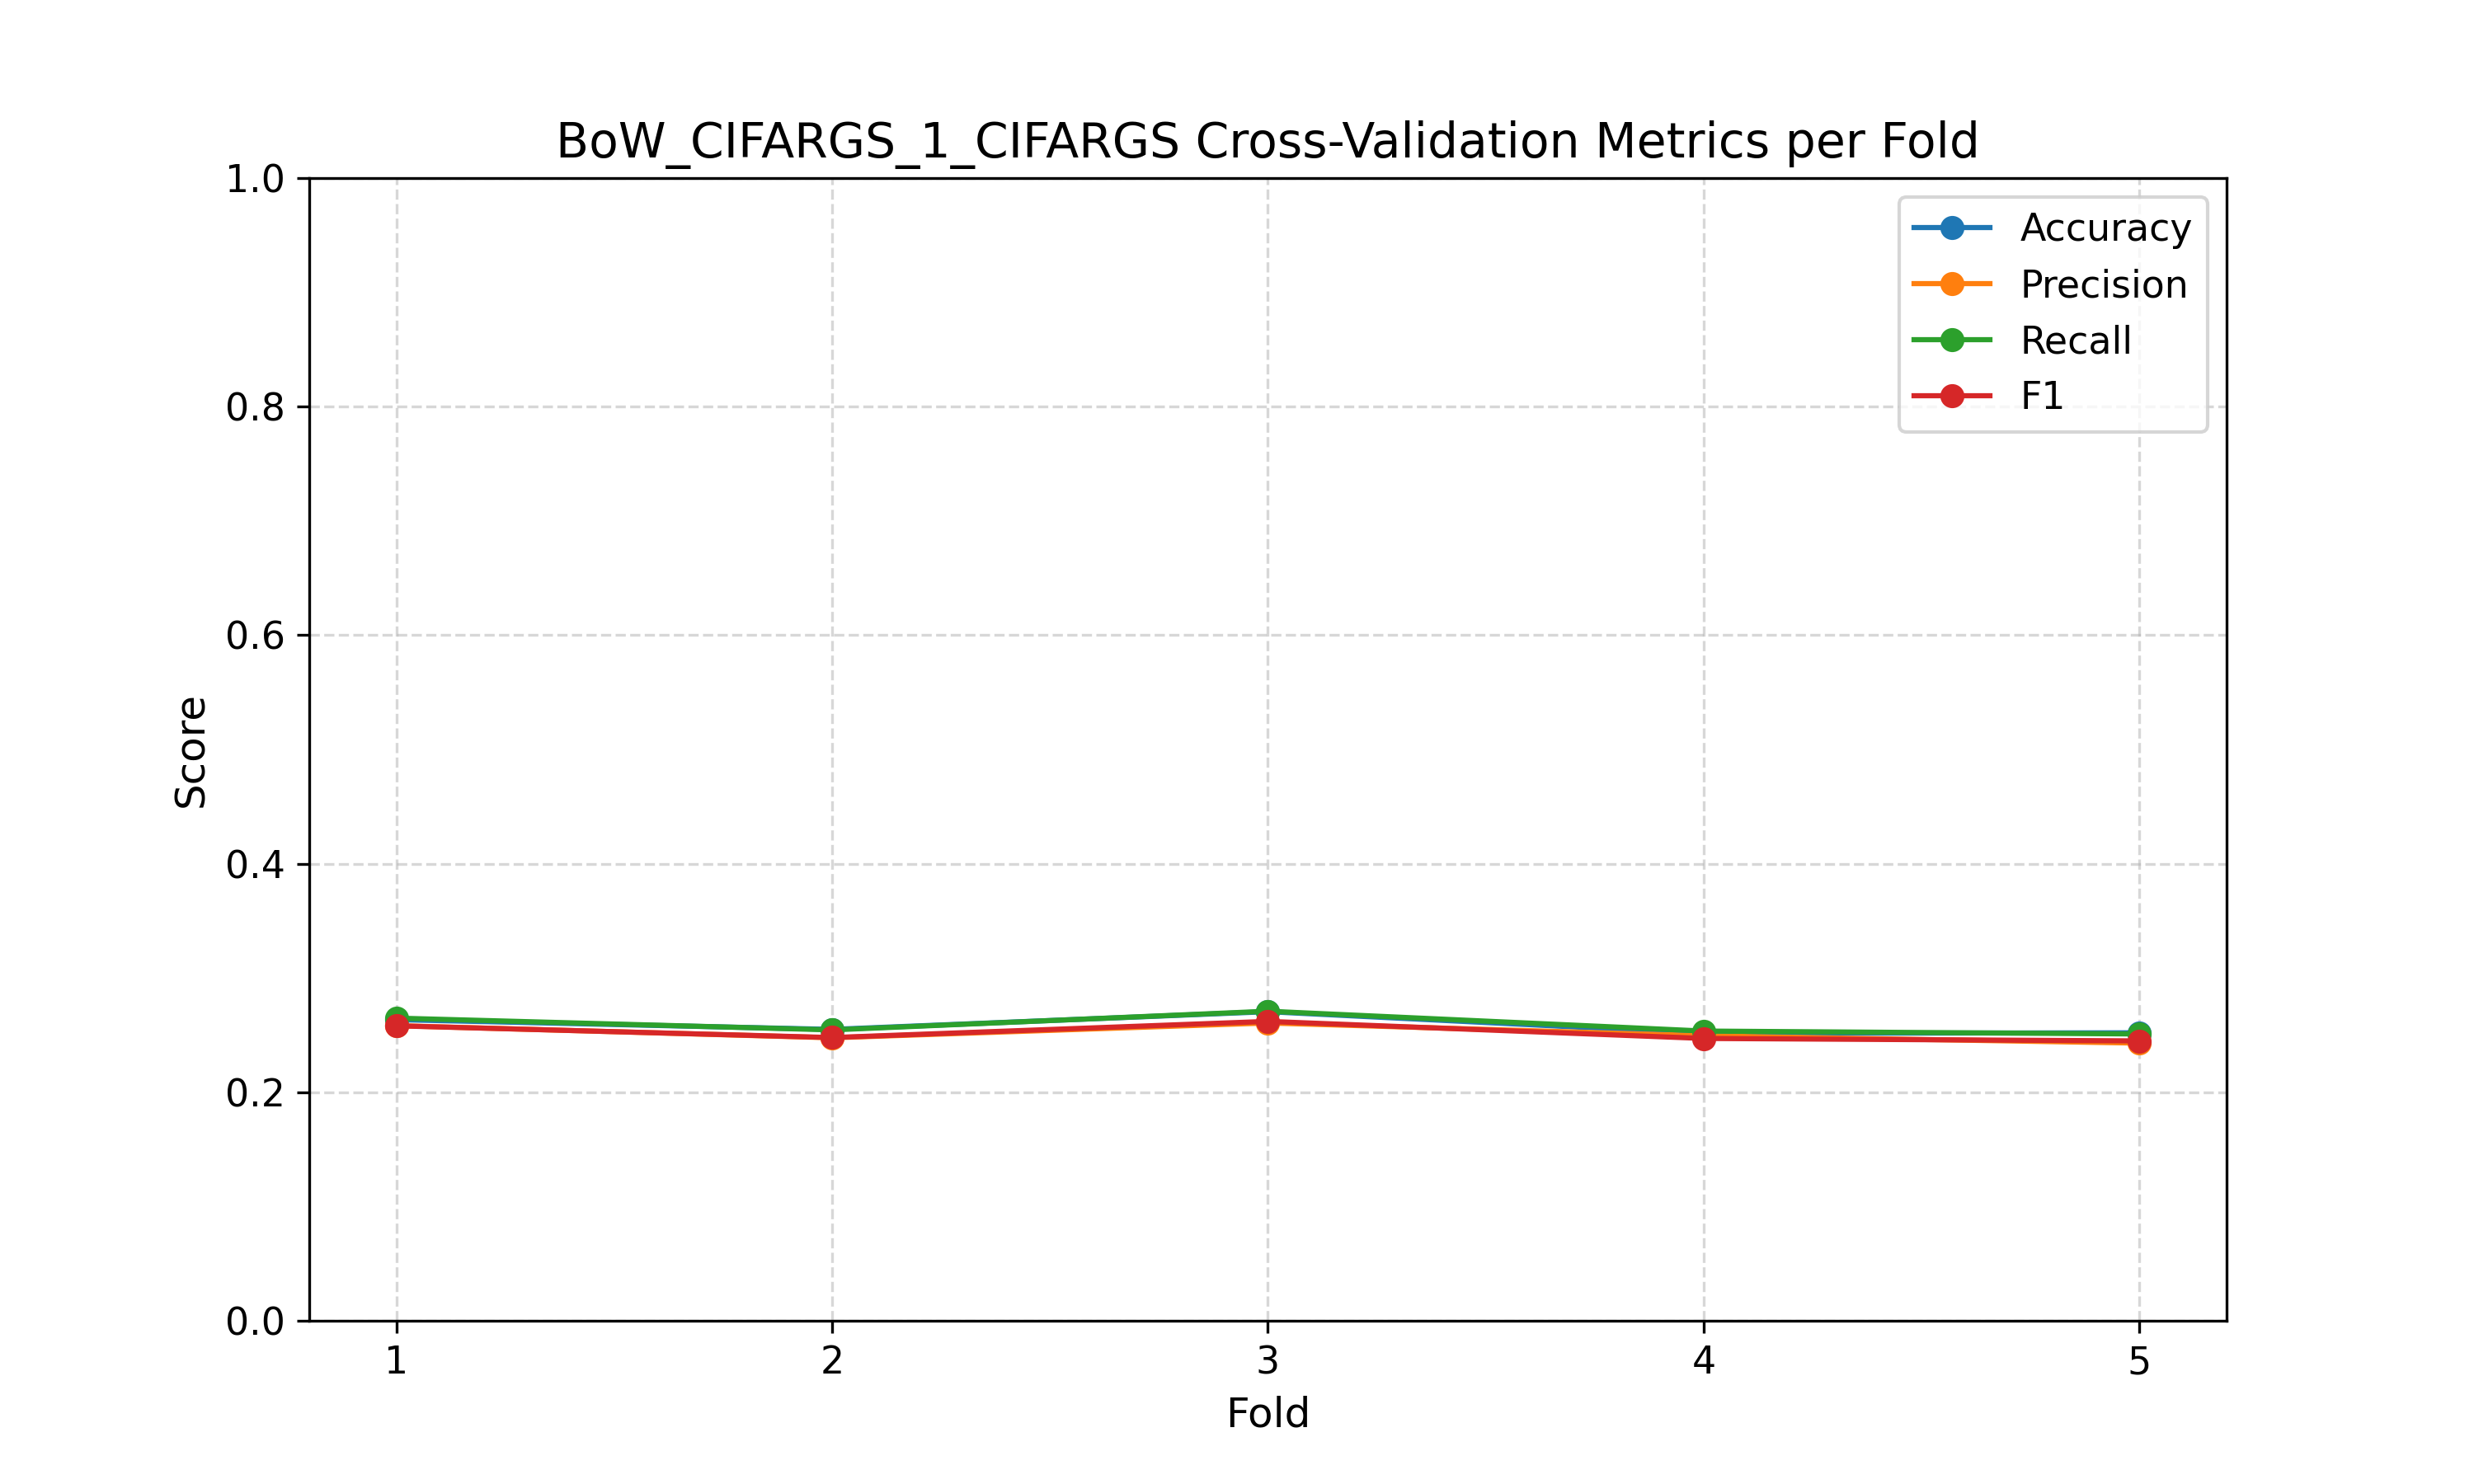 BoW_CIFARGS_1_CIFARGS Cross-Validation Metrics per Fold
1.0
0.8
0.6
0.4
0.2
0.0
Score
Accuracy
Precision
Recall
F1
1 2 3 4 5
Fold